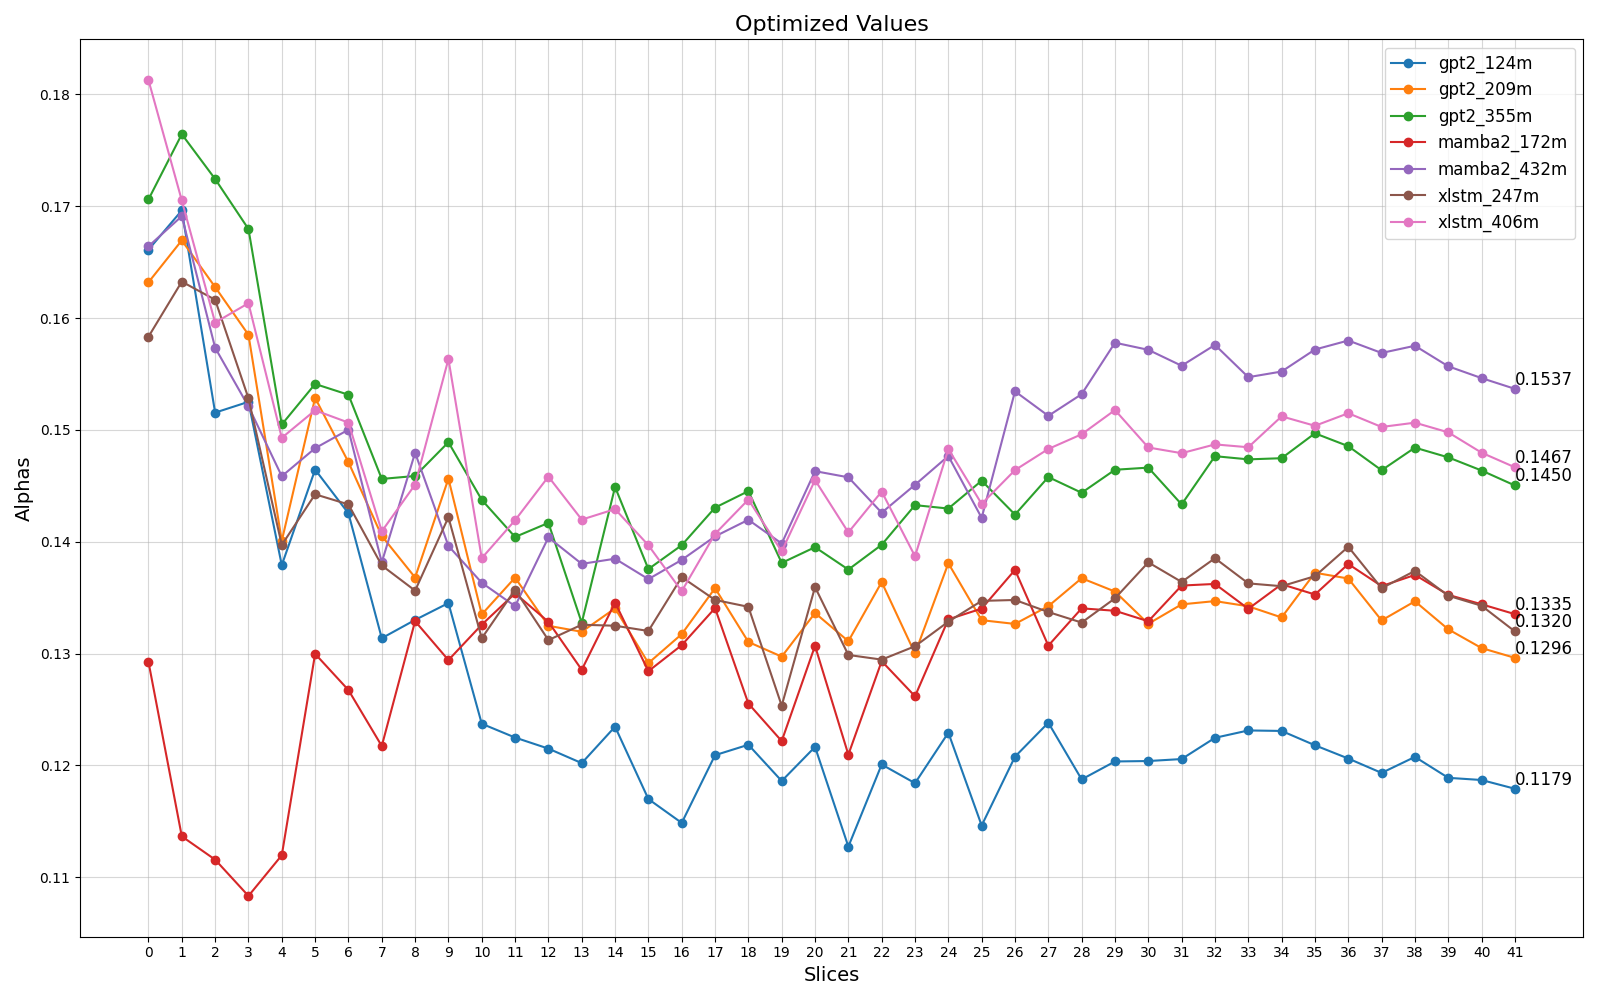 Optimized Values
gpt2_124m
gpt2_209m
gpt2_355m
mamba2_172m
mamba2_432m
xlstm_247m
xlstm_406m
Alphas
0.18
0.17
0.16
0.15
0.14
0.13
0.12
0.11
0.1537
0.1467
0.1450
0.1335
0.1320
0.1296
0.1179
0 1 2 3 4 5 6 7 8 9 10 11 12 13 14 15 16 17 18 19 20 21 22 23 24 25 26 27 28 29 30 31 32 33 34 35 36 37 38 39 40 41
Slices